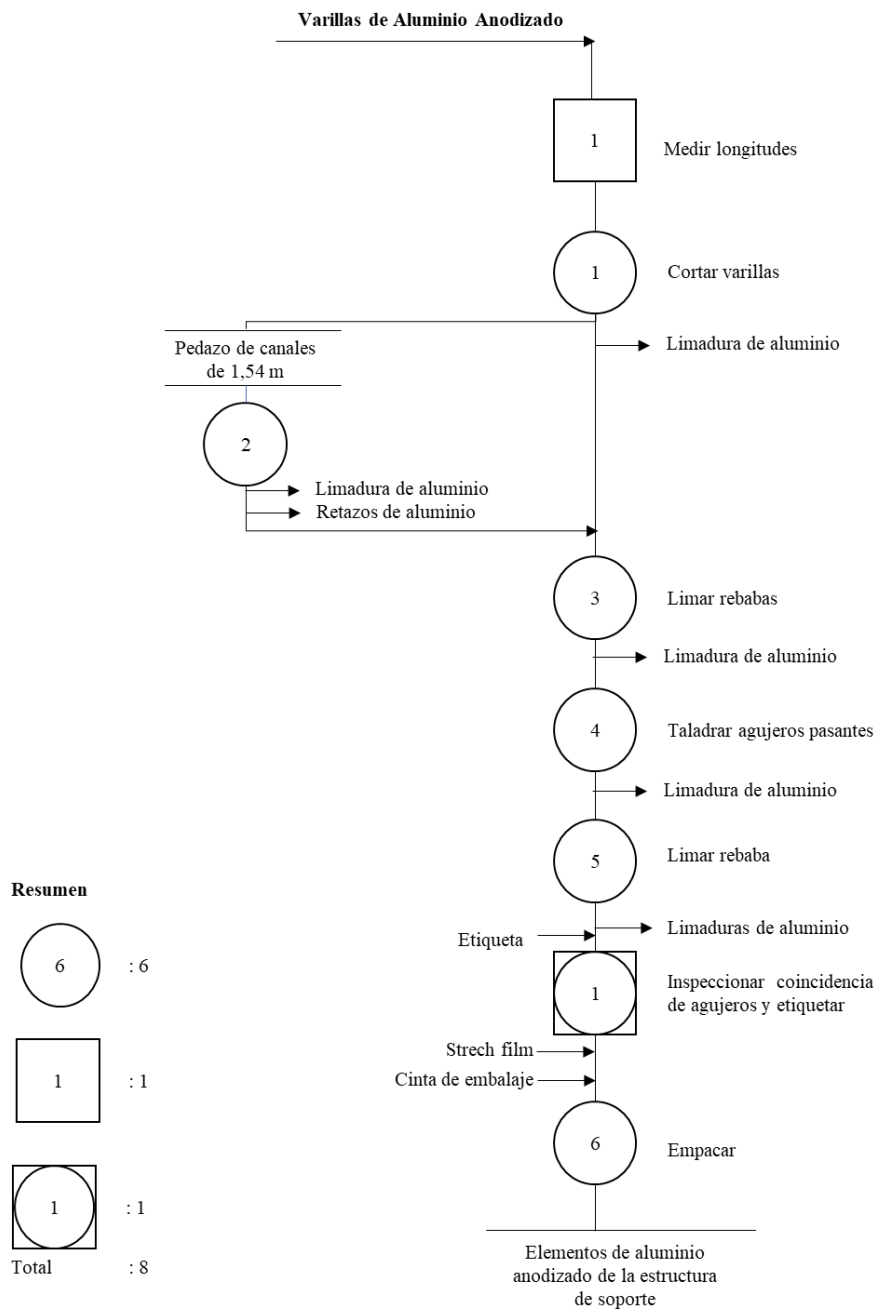 Varillas de Aluminio Anodizado
1
Medir longitudes
1
Cortar varillas
Limadura de aluminio
Pedazo de canales
de 1,54 m
2
Limadura de aluminio
Retazos de aluminio
3
Limar rebabas
Limadura de aluminio
4
Taladrar agujeros pasantes
Limadura de aluminio
5
Limar rebaba
Limaduras de aluminio
Etiqueta
1
Inspeccionar coincidencia
de agujeros y etiquetar
Strech film
Cinta de embalaje
6
Empacar
Elementos de aluminio
anodizado de la estructura
de soporte
Resumen
6 : 6
1 : 1
1 : 1
Total : 8